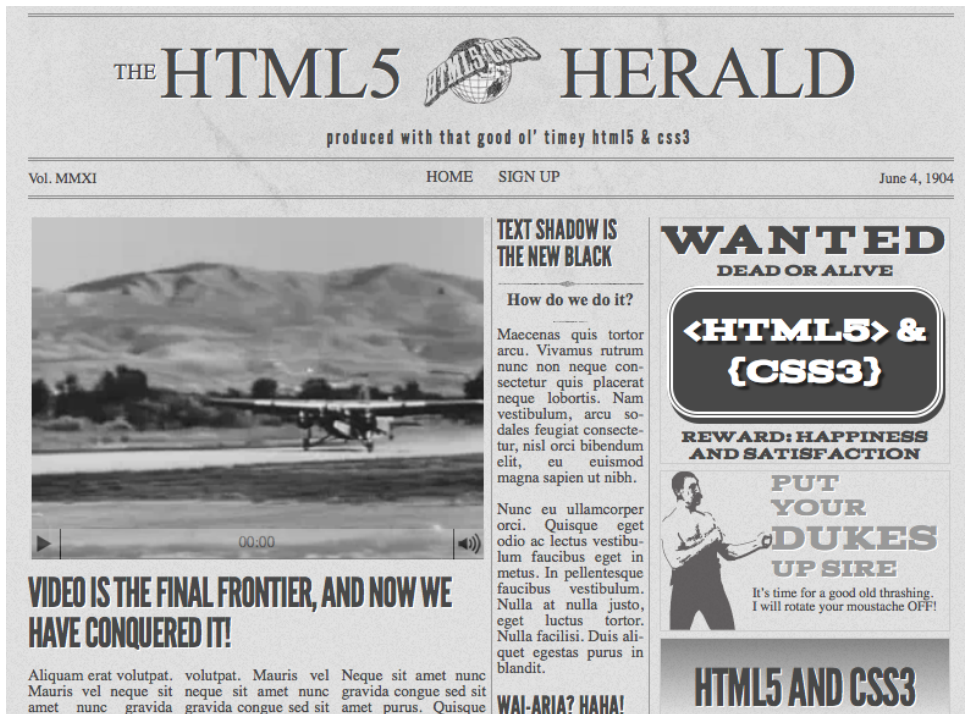 THE HTML5 HTML5&CSS3 HERALD
produced with that good ol' timey html5 & css3
Vol. MMXI
HOME SIGN UP
June 4, 1904
00:00
VIDEO IS THE FINAL FRONTIER, AND NOW WE
HAVE CONQUERED IT!
Aliquam erat volutpat.
Mauris vel neque sit
amet nunc gravida
volutpat. Mauris vel
neque sit amet nunc
gravida congue sed sit
Neque sit amet nunc
gravida congue sed sit
amet purus. Quisque
TEXT SHADOW IS
THE NEW BLACK
How do we do it?
Maecenas quis tortor
arcu. Vivamus rutrum
nunc non neque con-
sectetur quis placerat
neque lobortis. Nam
vestibulum, arcu so-
dales feugiat consecte-
tur, nisl orci bibendum
elit, eu euismod
magna sapien ut nibh.
Nunc eu ullamcorper
orci. Quisque eget
odio ac lectus vestibu-
lum faucibus eget in
metus. In pellentesque
faucibus vestibulum.
Nulla at nulla justo,
eget luctus tortor.
Nulla facilisi. Duis ali-
quet egestas purus in
blandit.
WAI-ARIA? HAHA!
WANTED
DEAD OR ALIVE
<HTML5> &
{CSS3}
REWARD: HAPPINESS
AND SATISFACTION
PUT
YOUR
DUKES
UP SIRE
It's time for a good old thrashing.
I will rotate your moustache OFF!
HTML5 AND CSS3